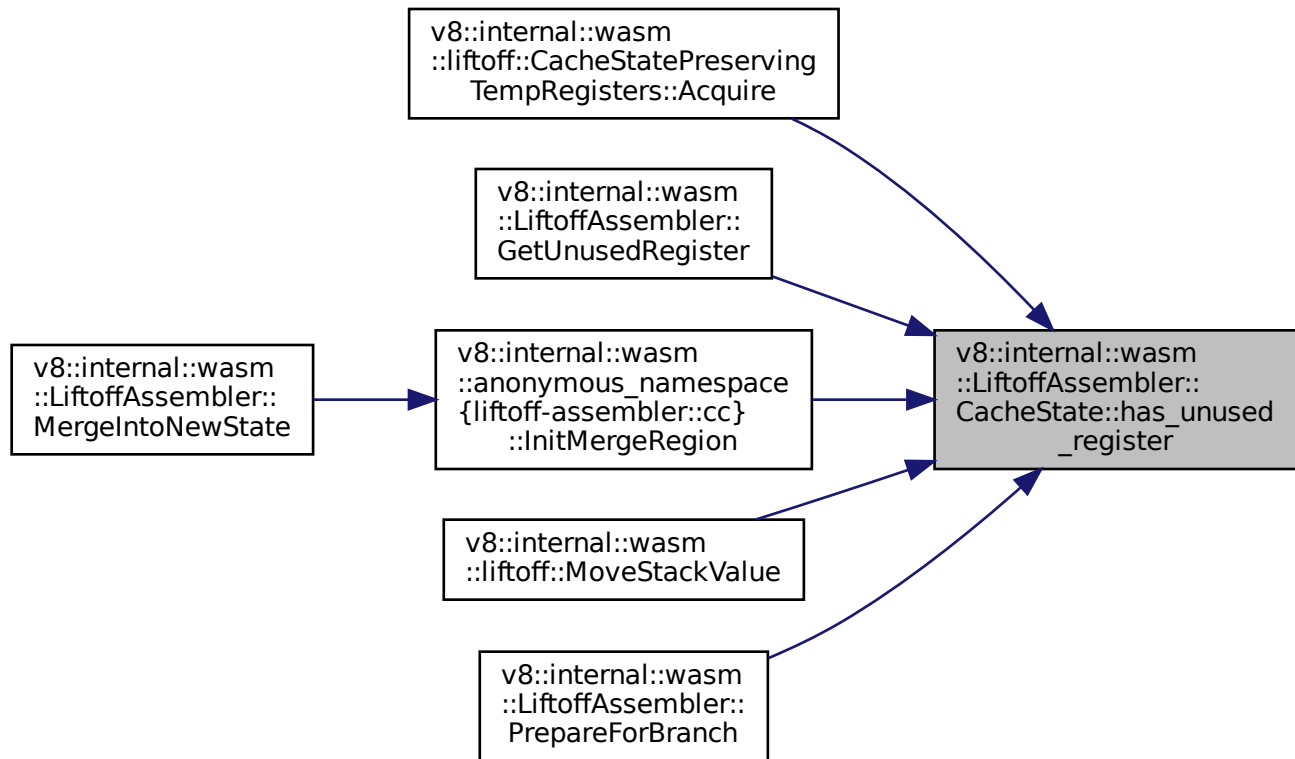 v8::internal::wasm
::liftoff::CacheStatePreserving
TempRegisters::Acquire
v8::internal::wasm
::LiftoffAssembler::
GetUnusedRegister
v8::internal::wasm
::LiftoffAssembler::
MergeIntoNewState
v8::internal::wasm
::anonymous_namespace
{liftoff-assembler::cc}
::InitMergeRegion
v8::internal::wasm
::LiftoffAssembler::
CacheState::has_unused
_register
v8::internal::wasm
::liftoff::MoveStackValue
v8::internal::wasm
::LiftoffAssembler::
PrepareForBranch